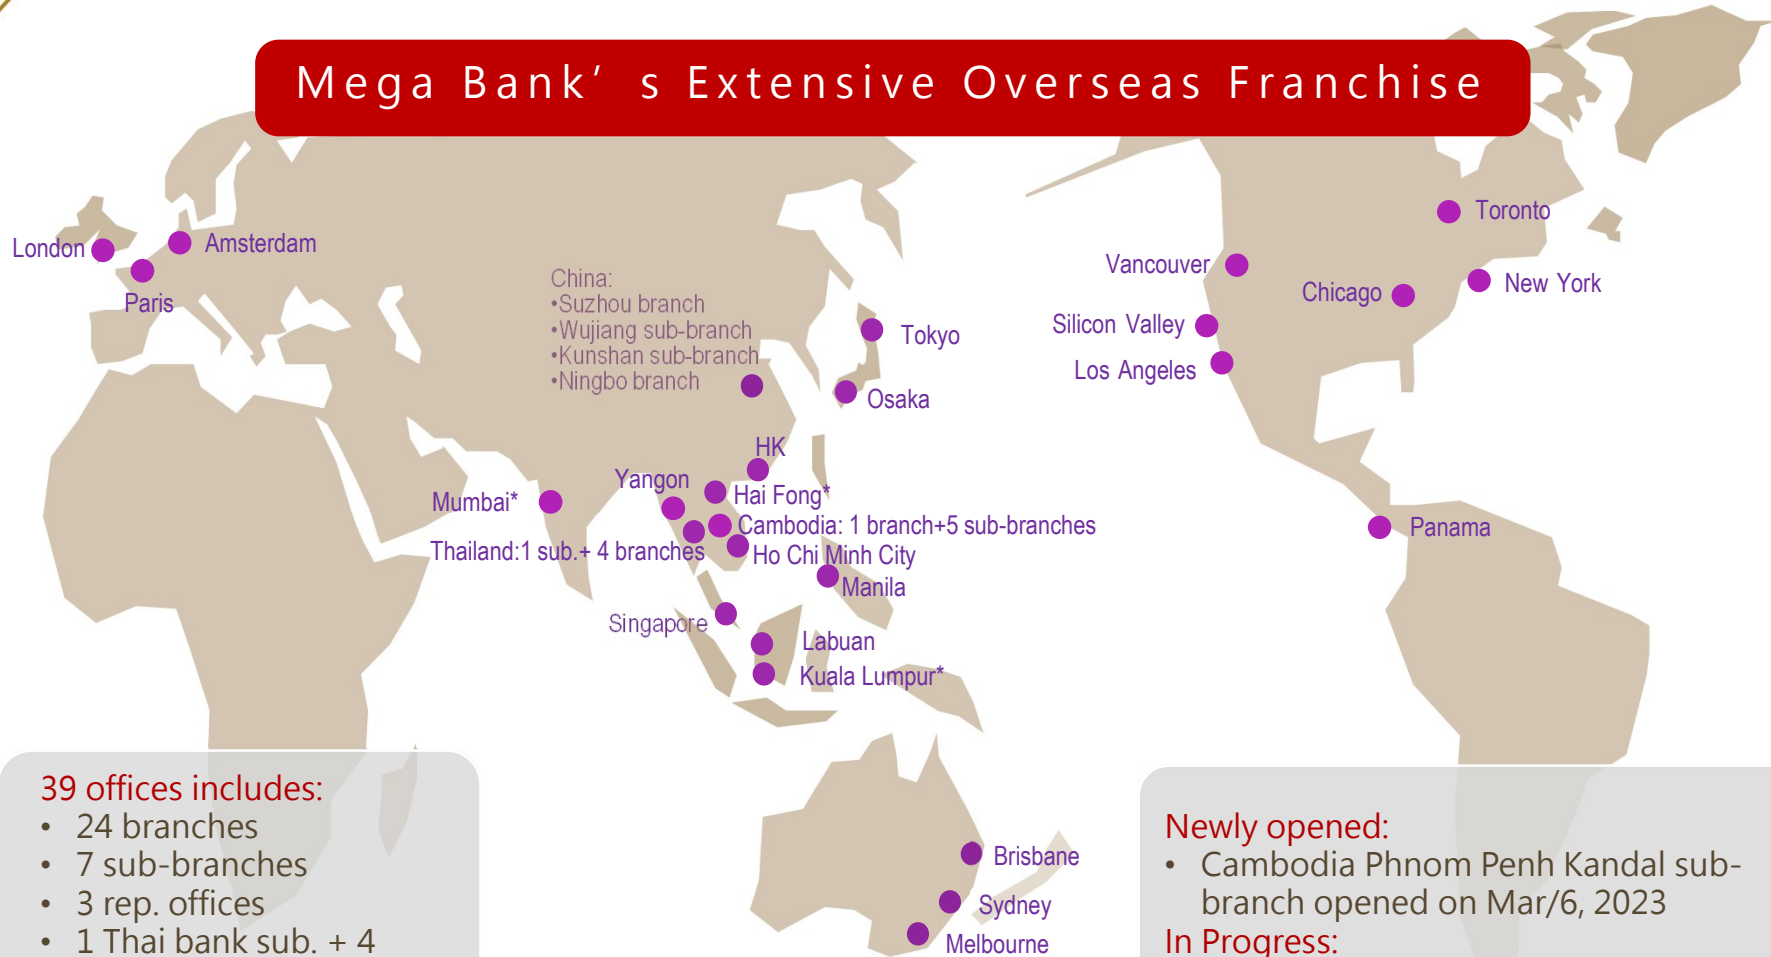 Mega Bank' s Extensive Overseas Franchise
London
Amsterdam
Paris
China:
•Suzhou branch
•Wujiang sub-branch
•Kunshan sub-branch
•Ningbo branch
Tokyo
Osaka
HK
Yangon
Hai Fong*
Mumbai*
Cambodia: 1 branch+5 sub-branches
Thailand:1 sub.+ 4 branches
Ho Chi Minh City
Manila
Singapore
Labuan
Kuala Lumpur*
Toronto
Vancouver
Chicago
New York
Silicon Valley
Los Angeles
Panama
Brisbane
Sydney
Melbourne
39 offices includes:
• 24 branches
• 7 sub-branches
• 3 rep. offices
• 1 Thai bank sub. + 4
Newly opened:
• Cambodia Phnom Penh Kandal sub-
branch opened on Mar/6, 2023
In Progress: